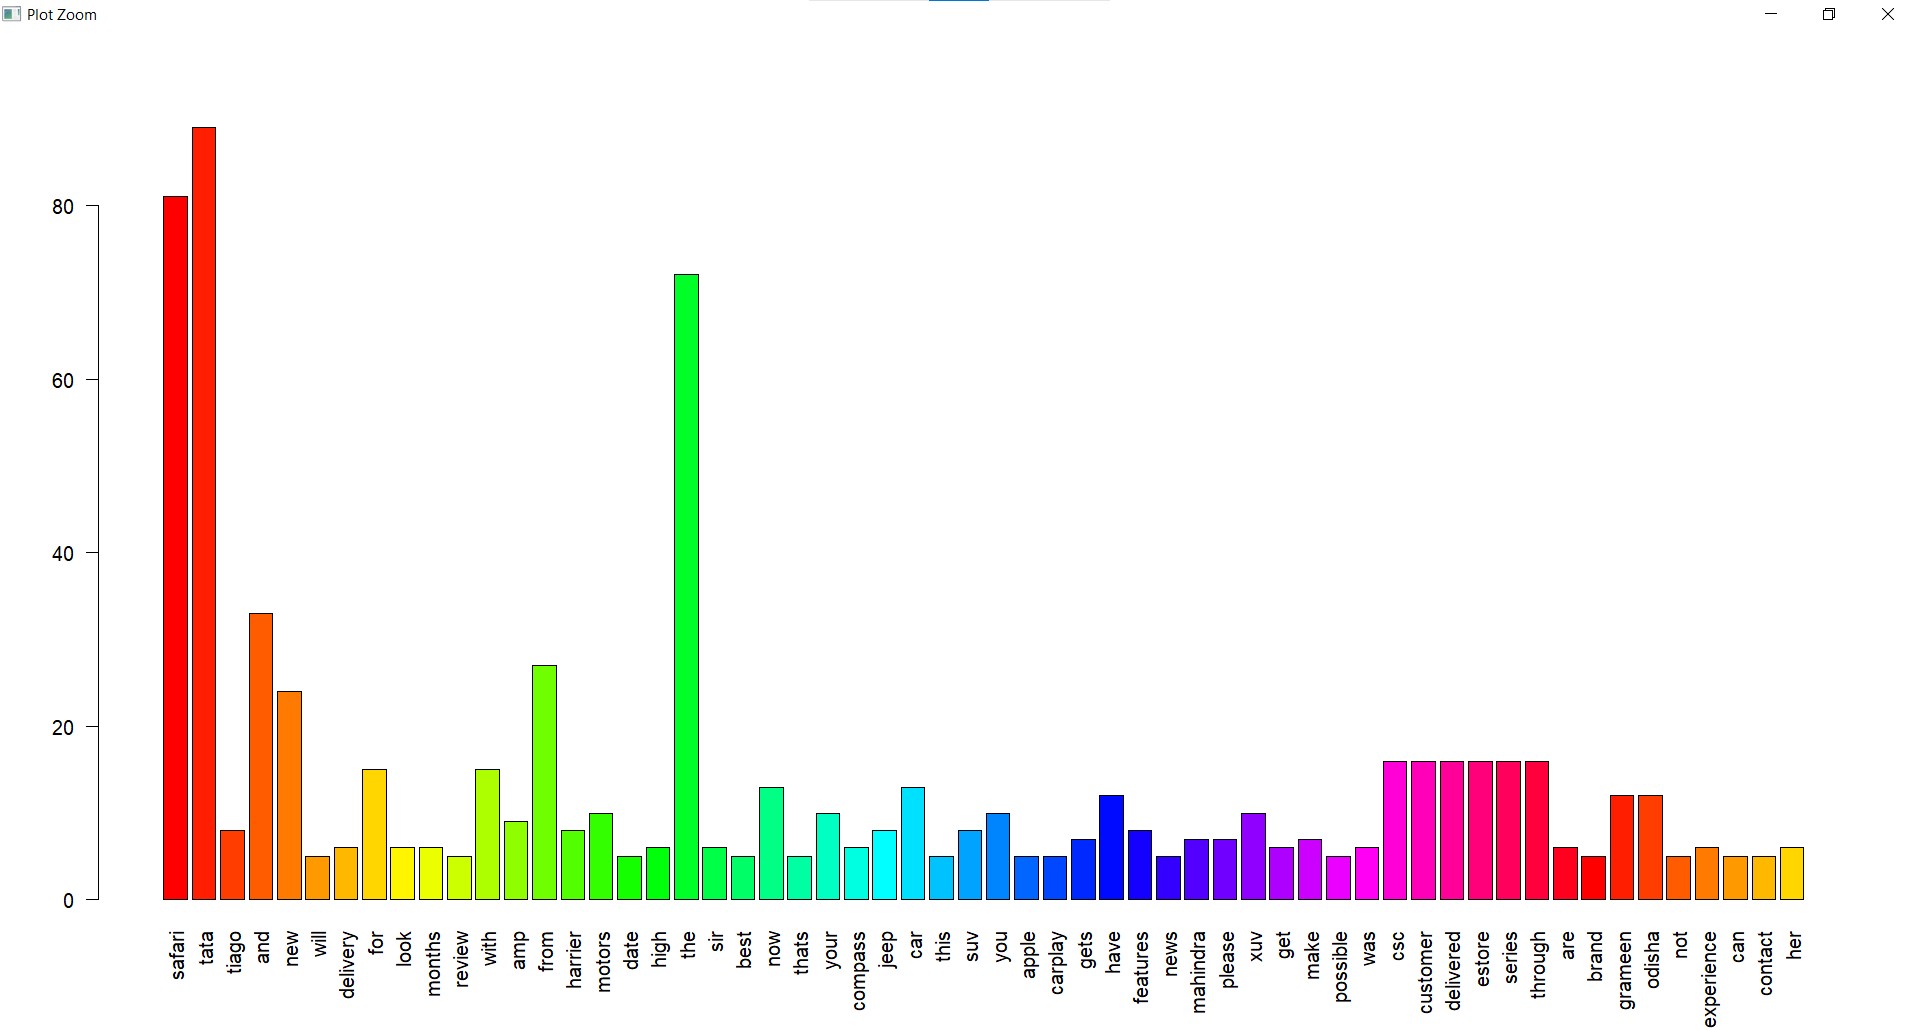 Plot Zoom
80
60
40
20
0
safari
tata
tiago
and
new
will
delivery
for
look
months
review
with
amp
from
harrier
motors
date
high
the
sir
best
now
thats
your
compass
jeep
car
this
suv
you
apple
carplay
gets
have
features
news
mahindra
please
xuv
get
make
possible
was
csc
customer
delivered
estore
series
through
are
brand
grameen
odisha
not
experience
can
contact
her